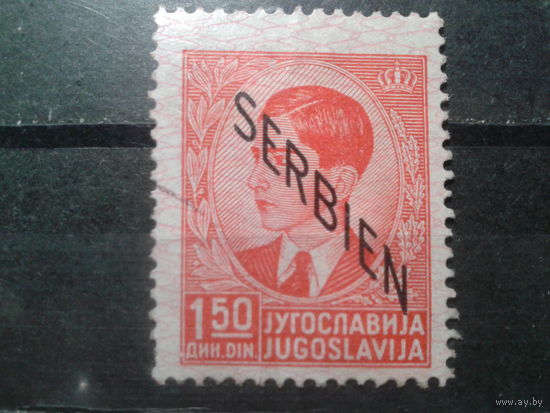 SERBIEN
1.50 ЈУГОСЛАВИЈА
ДИН. DIN. JUGOSLAVIJA
www.ay.by